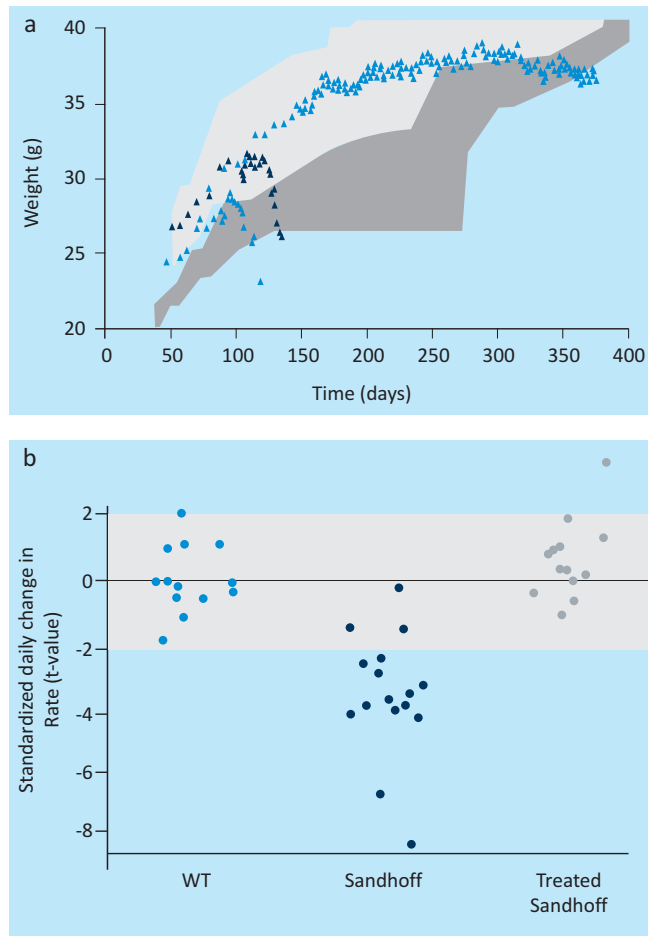 a
40
35
30
25
20
Weight (g)
0 50 100 150 200 250 300 350 400
Time (days)
b
2
0
-2
-4
-6
-8
Standardized daily change in
Rate (t-value)
WT Sandhoff Treated
Sandhoff